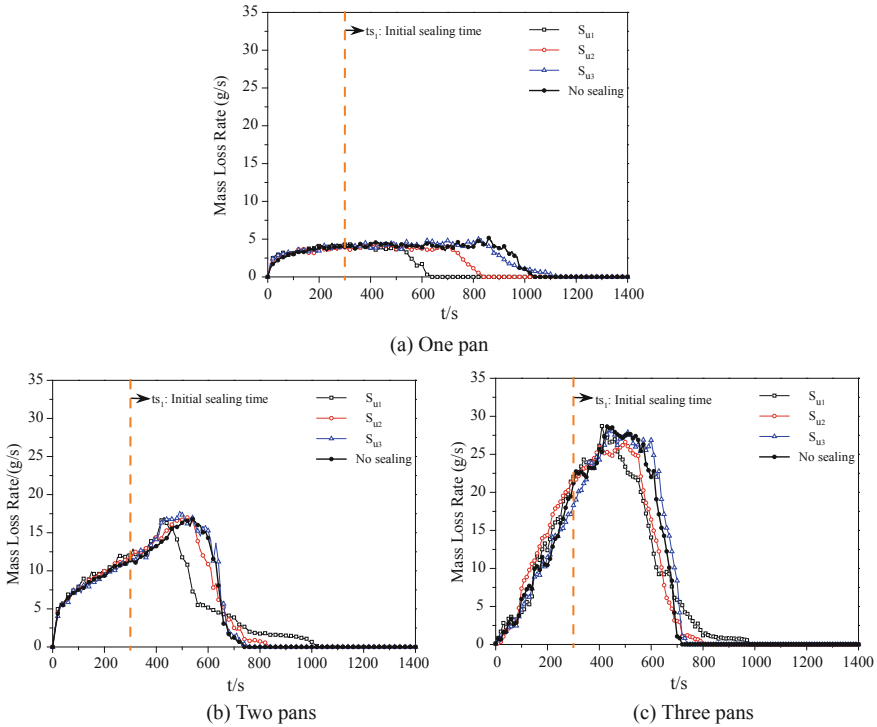 35
30
25
20
15
10
5
0
Mass Loss Rate (g/s)
ts1: Initial sealing time
Su1
Su2
Su3
No sealing
0 200 400 600 800 1000 1200 1400
t/s
(a) One pan
35
30
25
20
15
10
5
0
Mass Loss Rate/(g/s)
ts1: Initial sealing time
Su1
Su2
Su3
No sealing
0 200 400 600 800 1000 1200 1400
t/s
(b) Two pans
35
30
25
20
15
10
5
0
Mass Loss Rate (g/s)
ts1: Initial sealing time
Su1
Su2
Su3
No sealing
0 200 400 600 800 1000 1200 1400
t/s
(c) Three pans